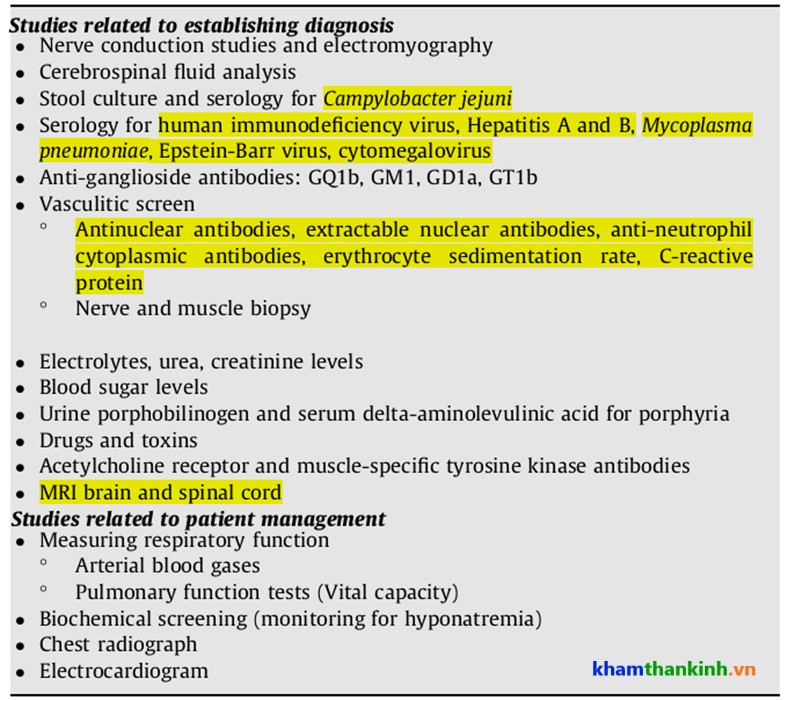 Studies related to establishing diagnosis
• Nerve conduction studies and electromyography
• Cerebrospinal fluid analysis
• Stool culture and serology for Campylobacter jejuni
• Serology for human immunodeficiency virus, Hepatitis A and B, Mycoplasma
pneumoniae, Epstein-Barr virus, cytomegalovirus
• Anti-ganglioside antibodies: GQ1b, GM1, GD1a, GT1b
• Vasculitic screen
° Antinuclear antibodies, extractable nuclear antibodies, anti-neutrophil
cytoplasmic antibodies, erythrocyte sedimentation rate, C-reactive
protein
° Nerve and muscle biopsy
• Electrolytes, urea, creatinine levels
• Blood sugar levels
• Urine porphobilinogen and serum delta-aminolevulinic acid for porphyria
• Drugs and toxins
• Acetylcholine receptor and muscle-specific tyrosine kinase antibodies
• MRI brain and spinal cord
Studies related to patient management
• Measuring respiratory function
° Arterial blood gases
° Pulmonary function tests (Vital capacity)
• Biochemical screening (monitoring for hyponatremia)
• Chest radiograph
• Electrocardiogram
khamthankinh.vn